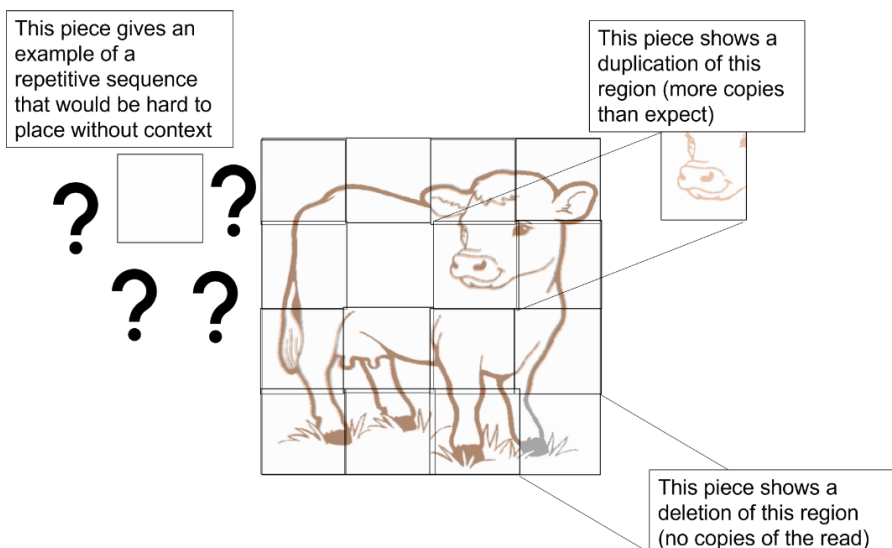 This piece gives an
example of a
repetitive sequence
that would be hard to
place without context
This piece shows a
duplication of this
region (more copies
than expect)
? ?
? ?
This piece shows a
deletion of this region
(no copies of the read)